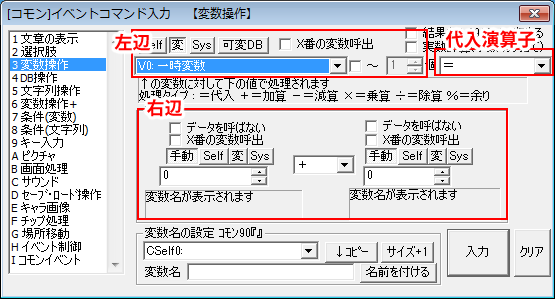 [コモン]イベントコマンド入力 【変数操作】
1 文章の表示
2 選択肢
3 変数操作
4 DB操作
5 文字列操作
6 変数操作+
7 条件(変数)
8 条件(文字列)
9 キー入力
A ピクチャ
B 画面処理
C サウンド
D セーブ・ロード操作
E キャラ画像
F チップ処理
G 場所移動
H イベント制御
I コモンイベント
左辺
Self 変 Sys 可変DB X番の変数呼出
代入演算子
V0: 一時変数 ～ 1
＝
↑の変数に対して下の値で処理されます
処理タイプ：＝代入 ＋＝加算 －＝減算 ×＝乗算 ÷＝除算 %＝余り
右辺
データを呼ばない データを呼ばない
X番の変数呼出 X番の変数呼出
手動 Self 変 Sys 手動 Self 変 Sys
0 + 0
変数名が表示されます 変数名が表示されます
変数名の設定 コモン90『』
CSelf0: ↓コピー サイズ+1
変数名 名前を付ける
入力 クリア